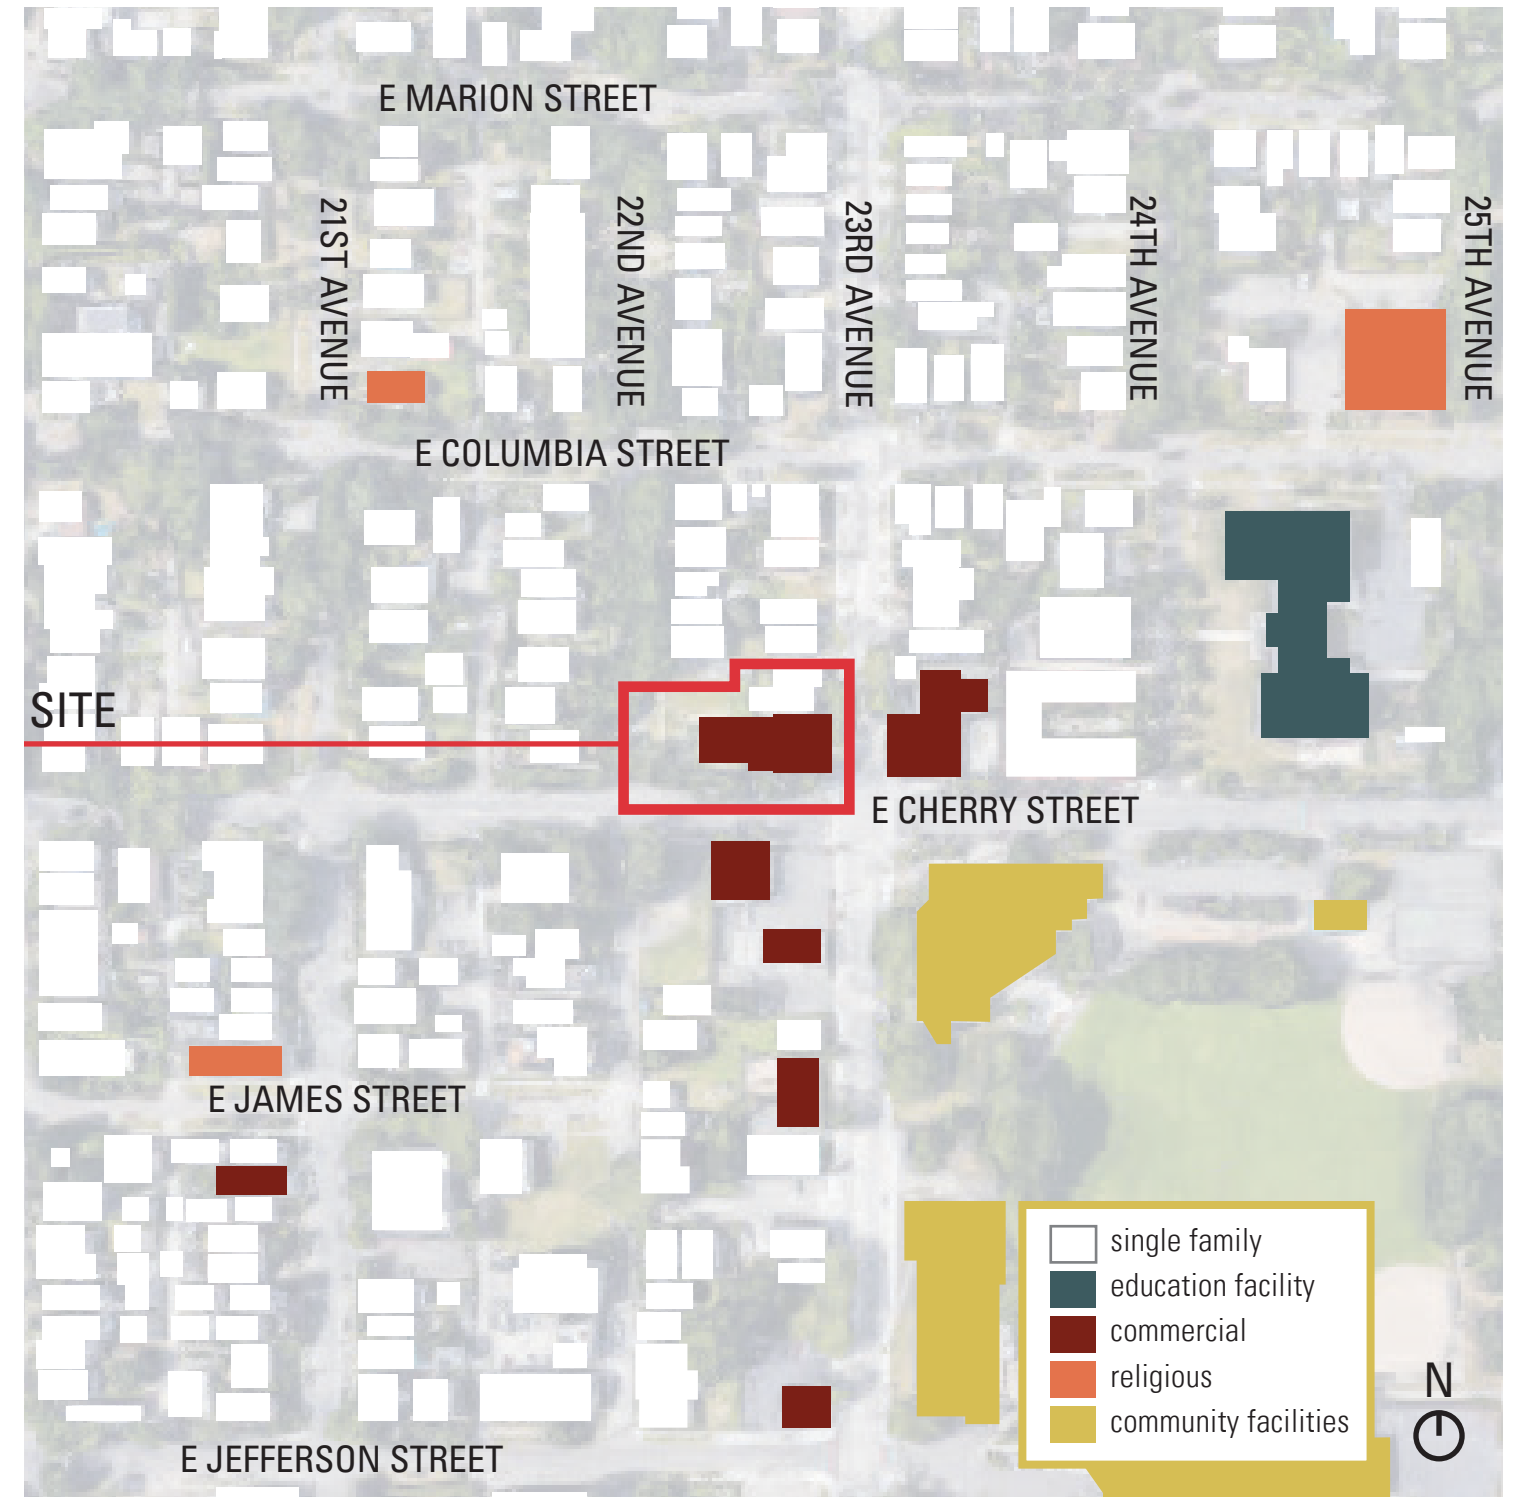 E MARION STREET
21ST AVENUE
22ND AVENUE
23RD AVENUE
24TH AVENUE
25TH AVENUE
E COLUMBIA STREET
SITE
E CHERRY STREET
E JAMES STREET
single family
education facility
commercial
religious
community facilities
N
E JEFFERSON STREET